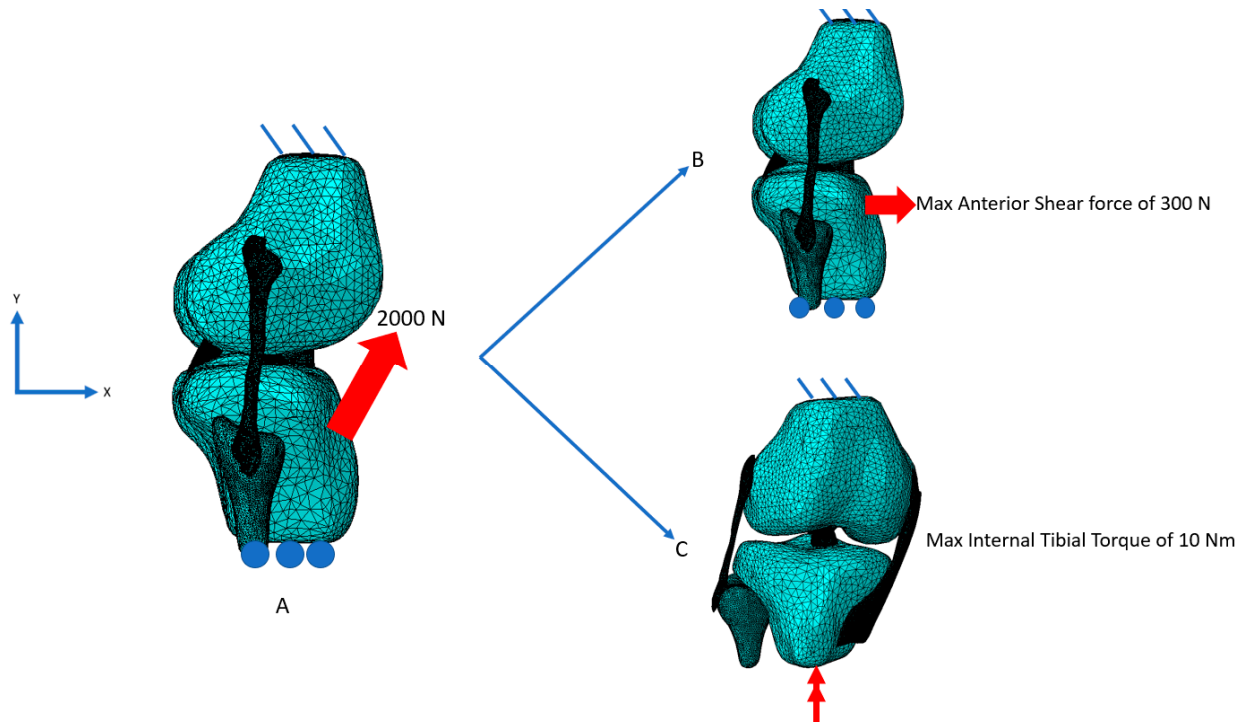 B
Max Anterior Shear force of 300 N
Y
X
2000 N
A
C
Max Internal Tibial Torque of 10 Nm